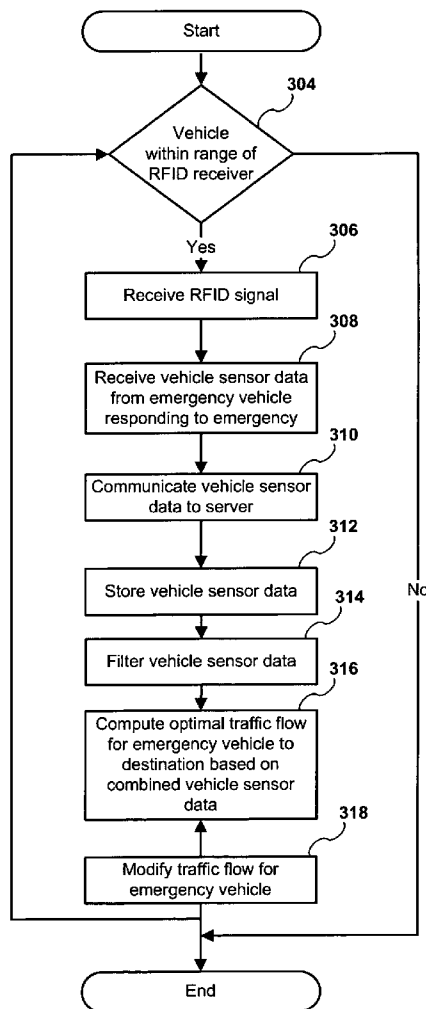 Start
304
Vehicle
within range of
RFID receiver
Yes
306
Receive RFID signal
308
Receive vehicle sensor data
from emergency vehicle
responding to emergency
310
Communicate vehicle sensor
data to server
312
Store vehicle sensor data
No
314
Filter vehicle sensor data
316
Compute optimal traffic flow
for emergency vehicle to
destination based on
combined vehicle sensor
data
318
Modify traffic flow for
emergency vehicle
End